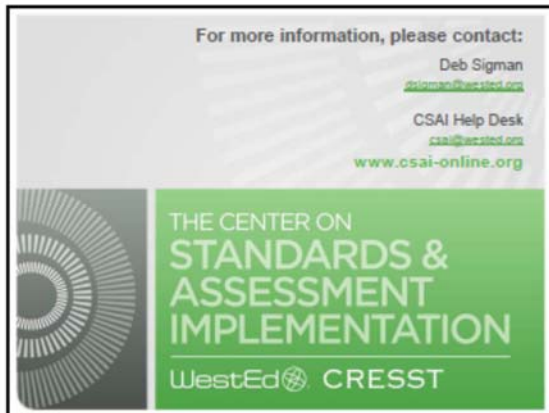 For more information, please contact:
Deb Sigman
dsigman@wested.org
CSAI Help Desk
csai@wested.org
www.csai-online.org
THE CENTER ON
STANDARDS &
ASSESSMENT
IMPLEMENTATION
WestEd CRESST